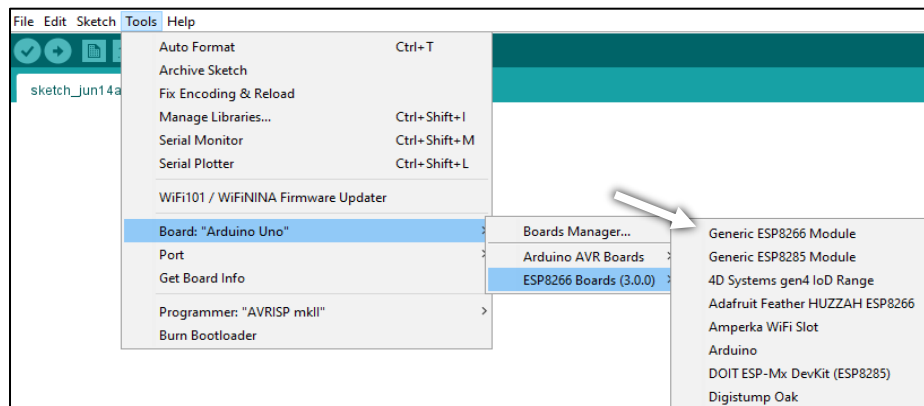 File Edit Sketch Tools Help
sketch_jun14a
Auto Format Ctrl+T
Archive Sketch
Fix Encoding & Reload
Manage Libraries... Ctrl+Shift+I
Serial Monitor Ctrl+Shift+M
Serial Plotter Ctrl+Shift+L
WiFi101 / WiFiNINA Firmware Updater
Board: "Arduino Uno"
Port
Get Board Info
Programmer: "AVRISP mkII"
Burn Bootloader
Boards Manager...
Arduino AVR Boards
ESP8266 Boards (3.0.0)
Generic ESP8266 Module
Generic ESP8285 Module
4D Systems gen4 IoD Range
Adafruit Feather HUZZAH ESP8266
Amperka WiFi Slot
Arduino
DOIT ESP-Mx DevKit (ESP8285)
Digistump Oak